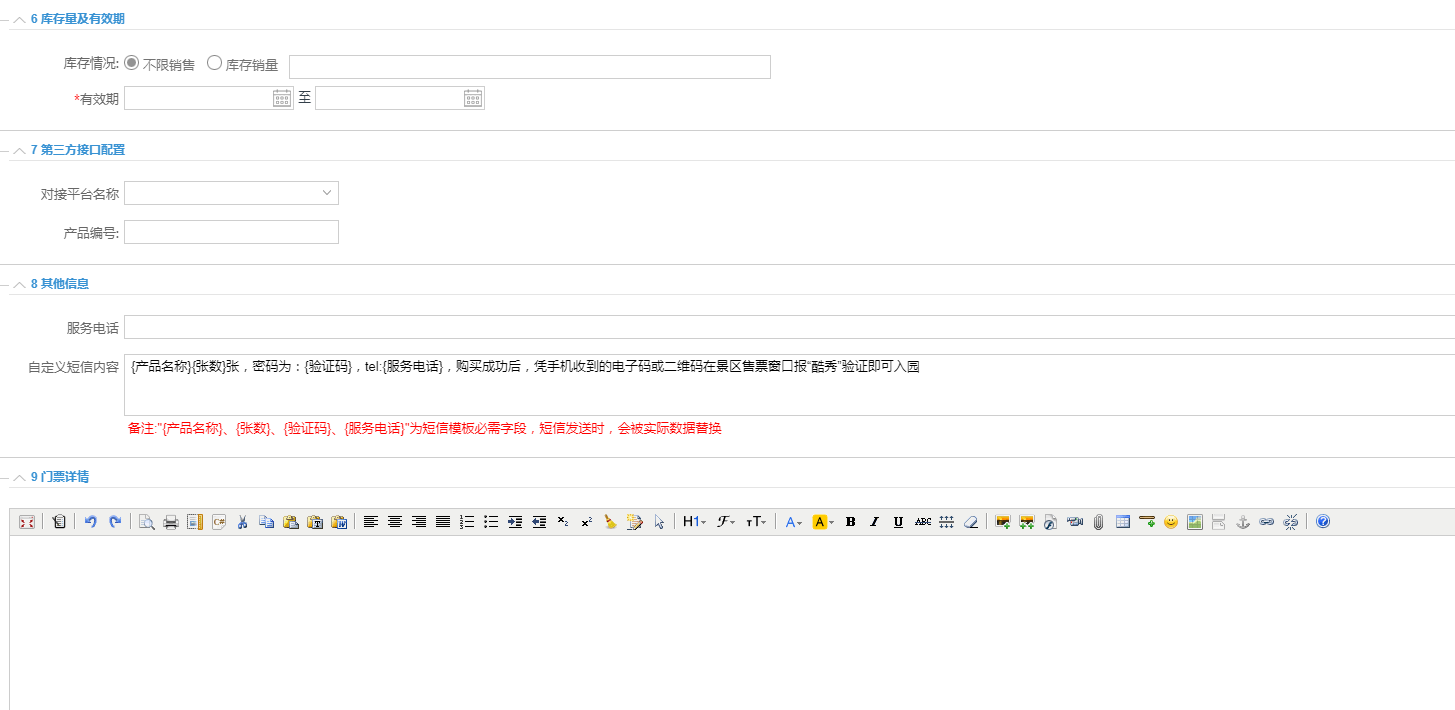 6 库存量及有效期
库存情况: 不限销售 库存销量
*有效期 至
7 第三方接口配置
对接平台名称
产品编号:
8 其他信息
服务电话
自定义短信内容 {产品名称}{张数}张，密码为：{验证码}，tel:{服务电话}，购买成功后，凭手机收到的电子码或二维码在景区售票窗口报“酷秀”验证即可入园
备注:"{产品名称}、{张数}、{验证码}、{服务电话}"为短信模板必需字段，短信发送时，会被实际数据替换
9 门票详情
C# T W x₂ x² H1 F тT A A B I U ABC